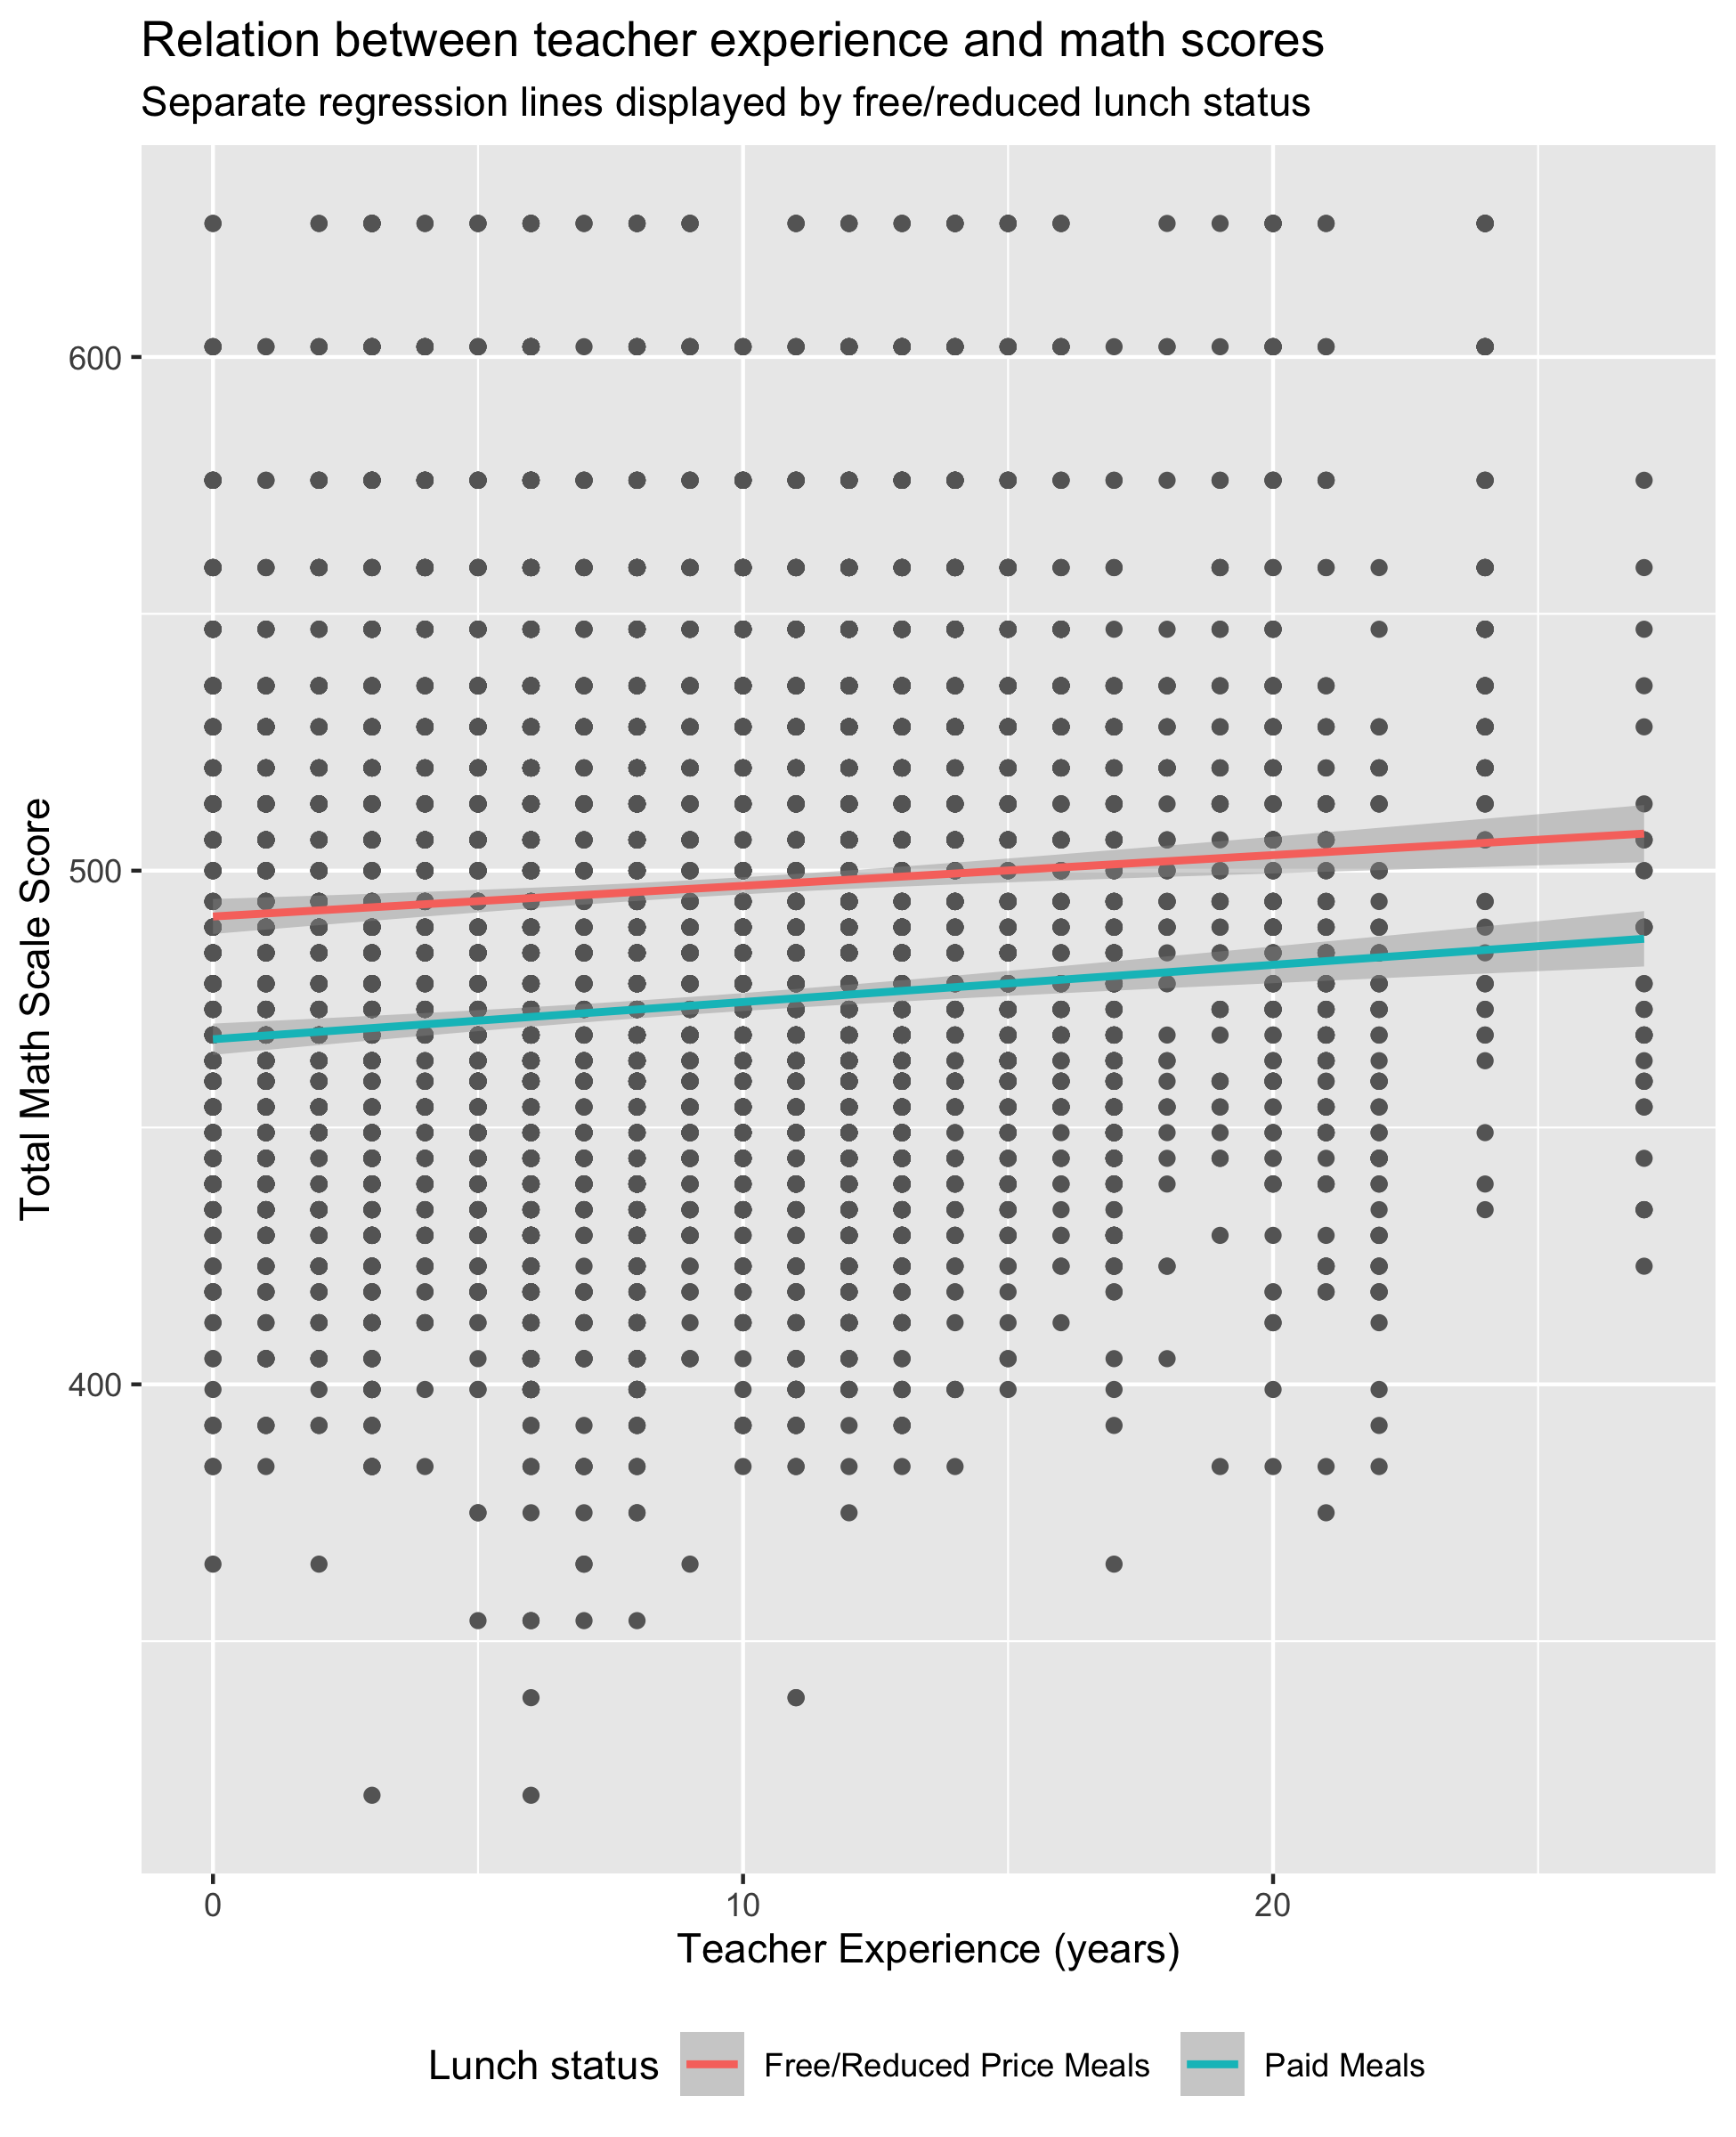 Relation between teacher experience and math scores
Separate regression lines displayed by free/reduced lunch status
Total Math Scale Score
600
500
400
0 10 20
Teacher Experience (years)
Lunch status Free/Reduced Price Meals Paid Meals